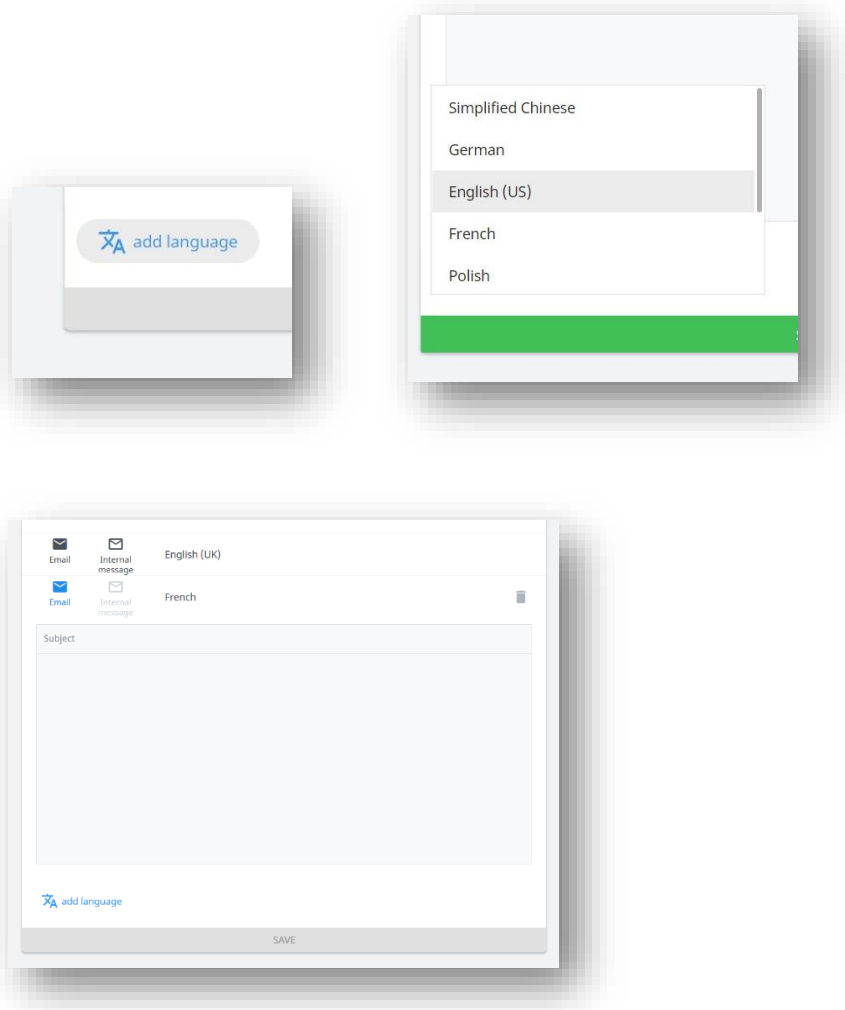 Simplified Chinese
German
English (US)
French
Polish
add language
Email
Internal
message
English (UK)
Email
Internal
message
French
Subject
add language
SAVE